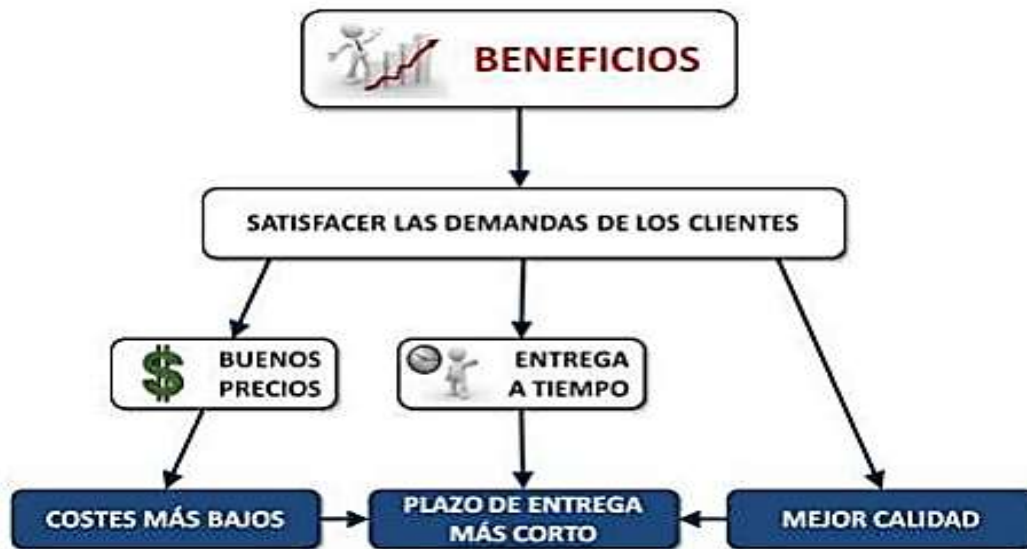 BENEFICIOS
SATISFACER LAS DEMANDAS DE LOS CLIENTES
$ BUENOS
PRECIOS
ENTREGA
A TIEMPO
COSTES MÁS BAJOS
PLAZO DE ENTREGA
MÁS CORTO
MEJOR CALIDAD